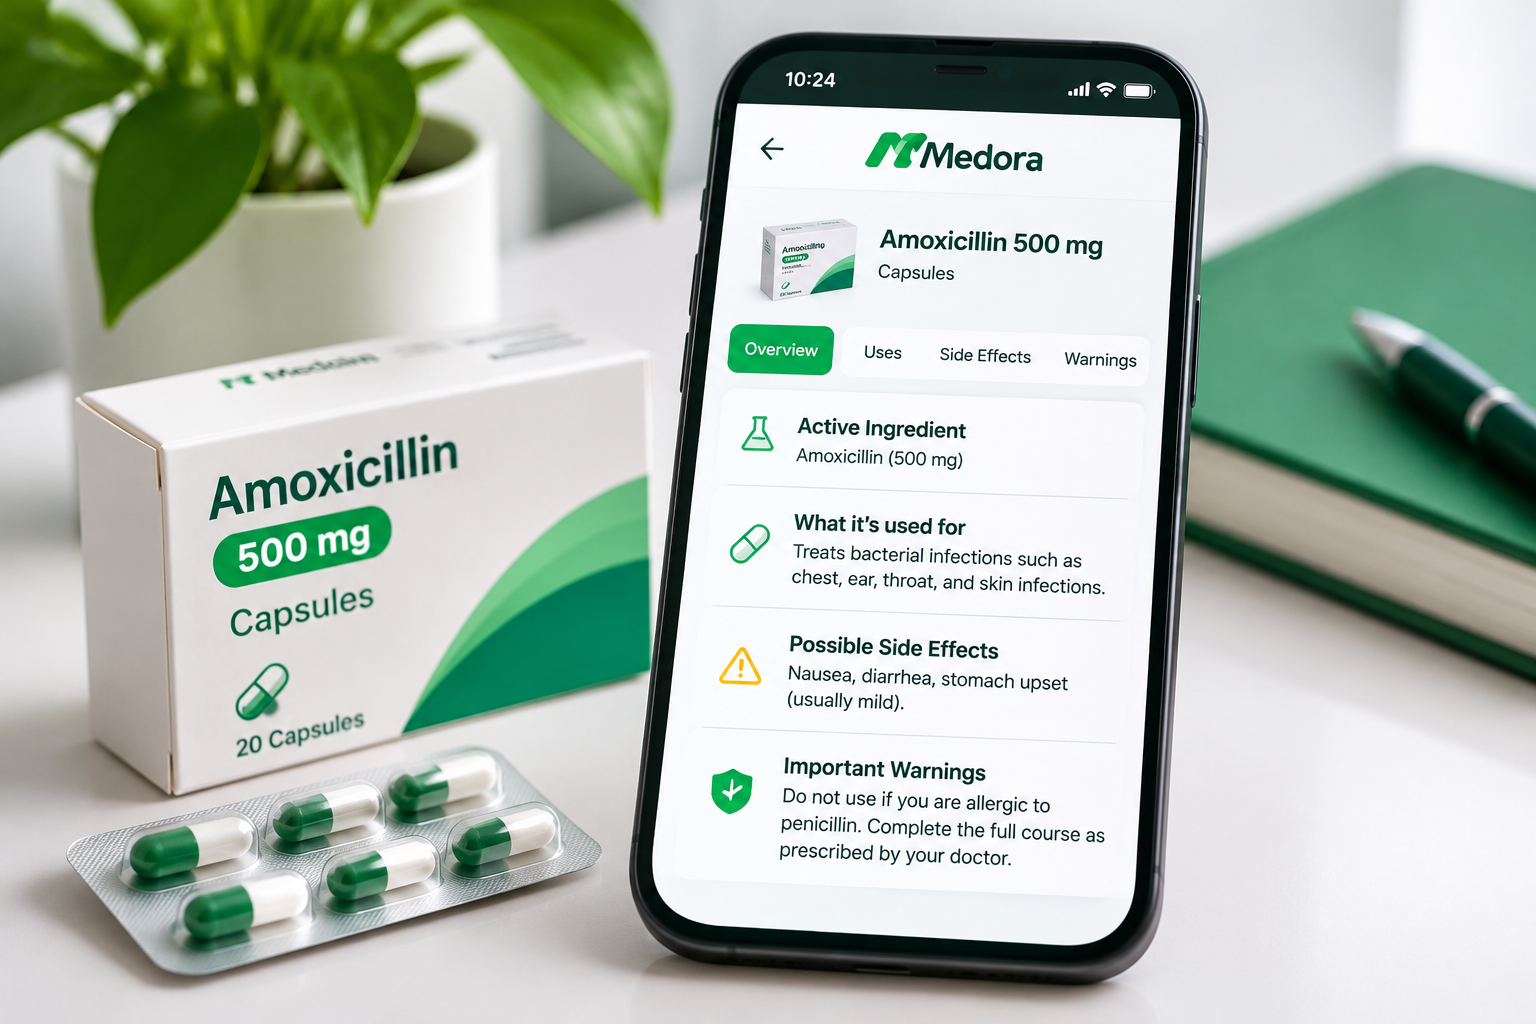 Amoxicillin
500 mg
Capsules
20 Capsules
10:24
Medora
Amoxicillin 500 mg
Capsules
Overview
Uses
Side Effects
Warnings
Active Ingredient
Amoxicillin (500 mg)
What it's used for
Treats bacterial infections such as
chest, ear, throat, and skin infections.
Possible Side Effects
Nausea, diarrhea, stomach upset
(usually mild).
Important Warnings
Do not use if you are allergic to
penicillin. Complete the full course as
prescribed by your doctor.